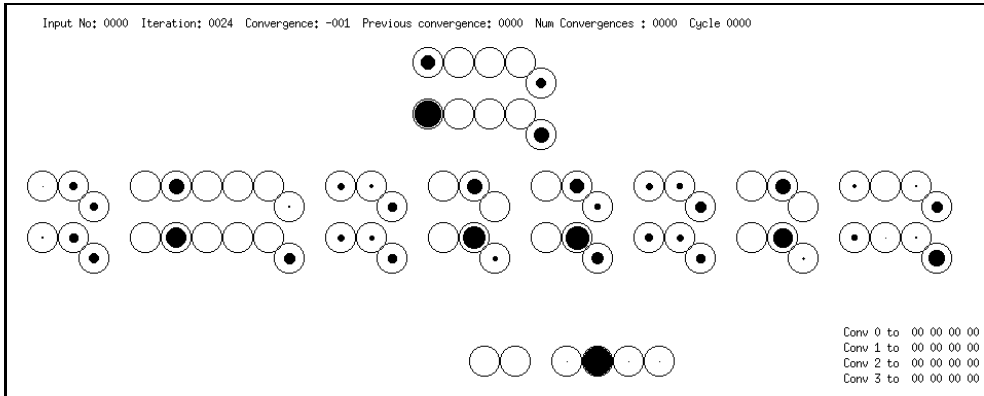 Input No: 0000 Iteration: 0024 Convergence: -001 Previous convergence: 0000 Num Convergences : 0000 Cycle 0000
Conv 0 to 00 00 00 00
Conv 1 to 00 00 00 00
Conv 2 to 00 00 00 00
Conv 3 to 00 00 00 00